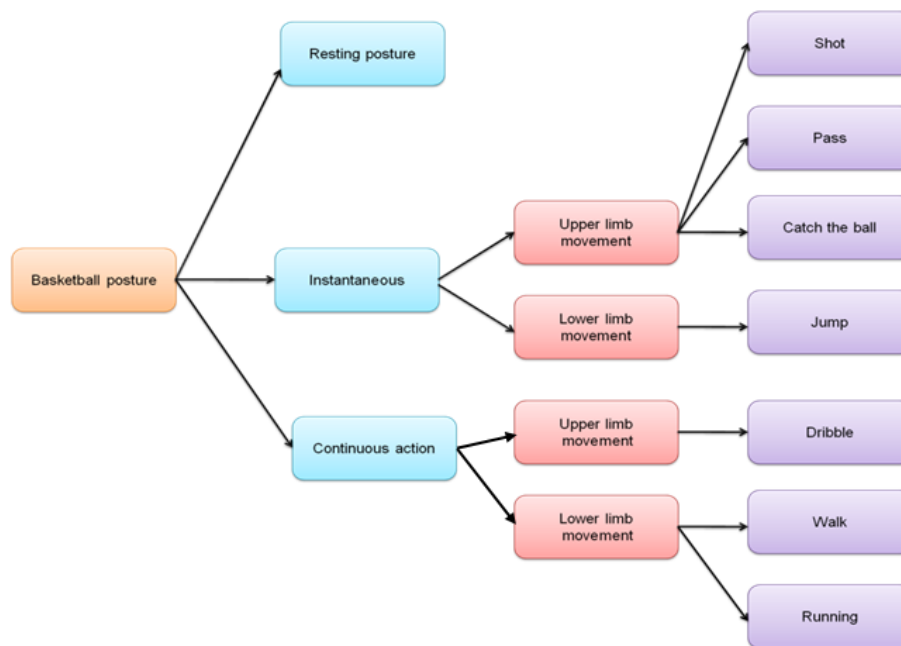 Basketball posture
Resting posture
Instantaneous
Continuous action
Upper limb
movement
Lower limb
movement
Upper limb
movement
Lower limb
movement
Shot
Pass
Catch the ball
Jump
Dribble
Walk
Running